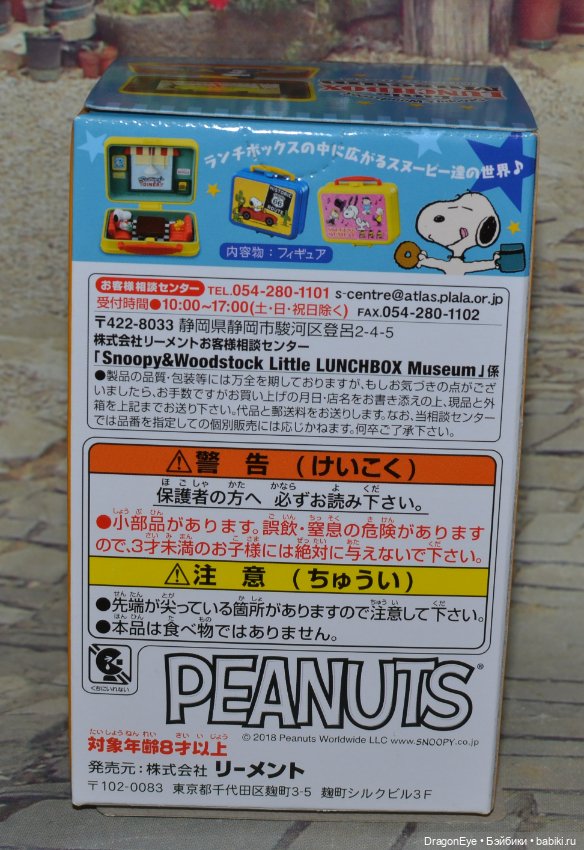 LUNCHBOX
ランチボックスの中に広がるスヌーピー達の世界♪
内容物：フィギュア
お客様相談センター TEL.054-280-1101 s-centre@atlas.plala.or.jp
受付時間●10:00~17:00(土・日・祝日除く) FAX.054-280-1102
〒422-8033 静岡県静岡市駿河区登呂2-4-5
株式会社リーメントお客様相談センター
「Snoopy&Woodstock Little LUNCHBOX Museum」係
●製品の品質・包装等には万全を期しておりますが、もしお気づきの点がござ
いましたら、お手数ですがお買い上げの月日・店名をお書き添えの上、現品と外
箱を上記までお送り下さい。代品と郵送料をお送りします。なお、当相談センター
では品番を指定しての個別販売には応じかねます。何卒ご了承下さい。
⚠警告（けいこく）
保護者の方へ 必ずお読み下さい。
●小部品があります。誤飲・窒息の危険があります
ので、3才未満のお子様には絶対に与えないで下さい。
⚠注意（ちゅうい）
●先端が尖っている箇所がありますので注意して下さい。
●本品は食べ物ではありません。
くちにいれない
PEANUTS®
© 2018 Peanuts Worldwide LLC www.SNOOPY.co.jp
対象年齢8才以上
発売元：株式会社 リーメント
〒102-0083 東京都千代田区麹町3-5 麹町シルクビル3F
DragonEye • Бэйбики • babiki.ru